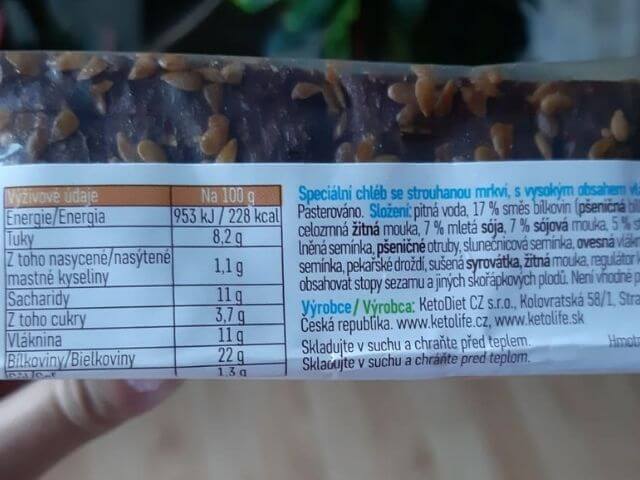 Výživové údaje Na 100 g
Energie/Energia 953 kJ / 228 kcal
Tuky 8,2 g
Z toho nasycené/nasýtené mastné kyseliny 1,1 g
Sacharidy 11 g
Z toho cukry 3,7 g
Vláknina 11 g
Bílkoviny/Bielkoviny 22 g
1,3 g
Speciální chléb se strouhanou mrkví, s vysokým obsahem
Pasterováno. Složení: pitná voda, 17 % směs bílkovin (pšeničná
celozrnná žitná mouka, 7 % mletá sója, 7 % sójová mouka, 5 %
lněná semínka, pšeničné otruby, slunečnicová semínka, ovesná
semínka, pekařské droždí, sušená syrovátka, žitná mouka, regulátor
obsahovat stopy sezamu a jiných skořápkových plodů. Není vhodné
Výrobce/Výrobca: KetoDiet CZ s.r.o., Kolovratská 58/1,
Česká republika. www.ketolife.cz, www.ketolife.sk
Skladujte v suchu a chraňte před teplem.
Skladujte v suchu a chráňte pred teplom.